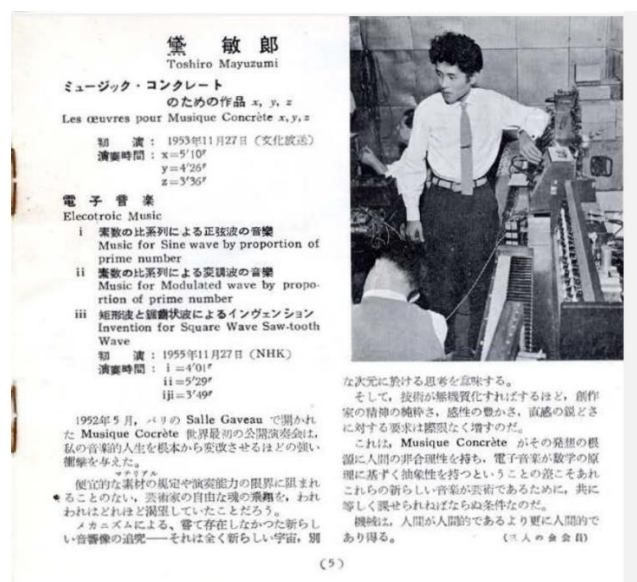 黛 敏郎
Toshiro Mayuzumi
ミュージック・コンクレート
のための作品 x, y, z
Les œuvres pour Musique Concrète x, y, z
初 演 : 1953年11月27日 (文化放送)
演奏時間 : x=5′10″
y=4′26″
z=3′36″
電子音楽
Elecotroic Music
i 素数の比系列による正弦波の音樂
Music for Sine wave by proportion of
prime number
ii 素数の比系列による変調波の音樂
Music for Modulated wave by propo-
rtion of prime number
iii 矩形波と鋸歯状波によるインヴェンション
Invention for Square Wave Saw-tooth
Wave
初 演 : 1955年11月27日 (NHK)
演奏時間 : i =4′01″
ii =5′29″
iji=3′49″
1952年5月, パリの Salle Gaveau で開かれ
た Musique Cocrète 世界最初の公開演奏会は,
私の音楽的人生を根本から変改させるほどの強い
衝撃を与えた。
マテリアル
便宜的な素材の規定や演奏能力の限界に阻まれ
ることのない, 芸術家の自由な魂の飛翔を, われ
われはどれほど渇望していたことだろう。
メカニズムによる、嘗て存在しなかつた新らし
い音響像の追究——それは全く新らしい宇宙, 別
な次元に於ける思考を意味する。
そして, 技術が無機質化すればするほど, 創作
家の精神の純粋さ, 感性の豊かさ, 直感の鋭どさ
に対する要求は際限なく増すのだ。
これは, Musique Concrète がその発想の根
源に人間の非合理性を持ち, 電子音楽が数学の原
理に基ずく抽象性を持つということの差こそあれ
これらの新らしい音楽が芸術であるために, 共に
等しく課せられねばならぬ条件なのだ。
機械は, 人間が人間的であるより更に人間的で
あり得る。 (三人の会会員)
(5)